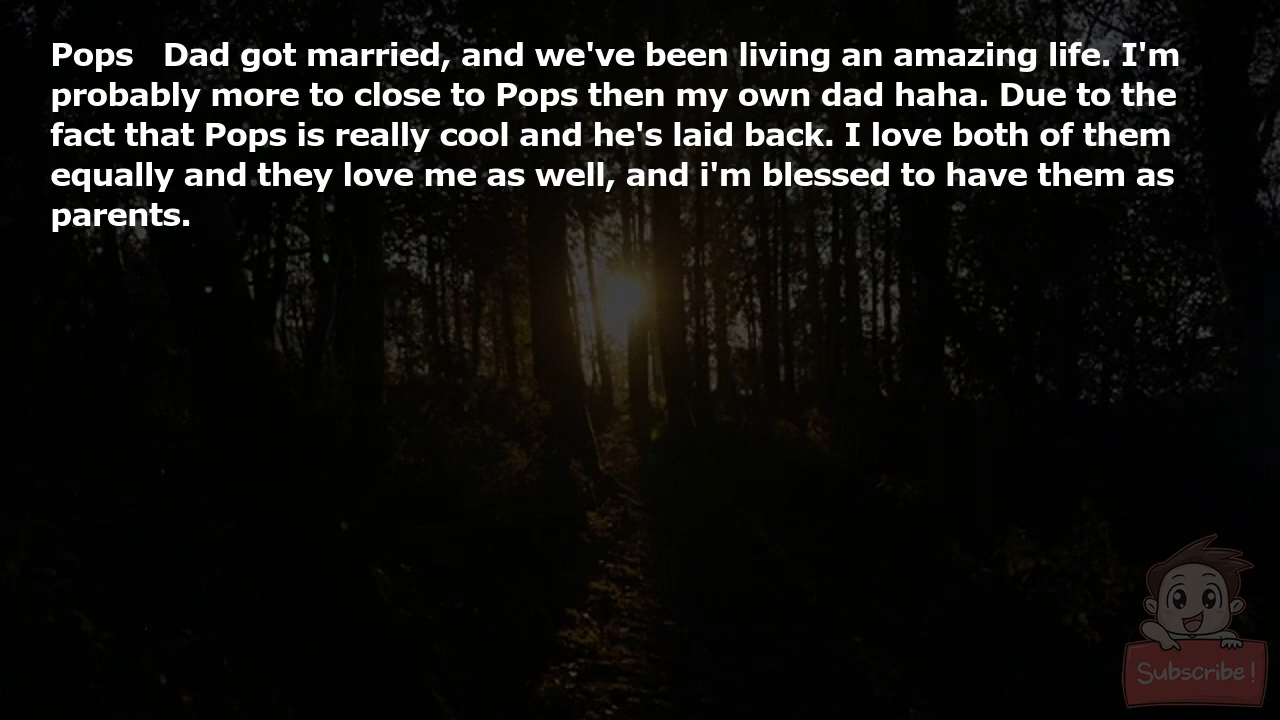 Pops   Dad got married, and we've been living an amazing life. I'm
probably more to close to Pops then my own dad haha. Due to the
fact that Pops is really cool and he's laid back. I love both of them
equally and they love me as well, and i'm blessed to have them as
parents.
Subscribe!